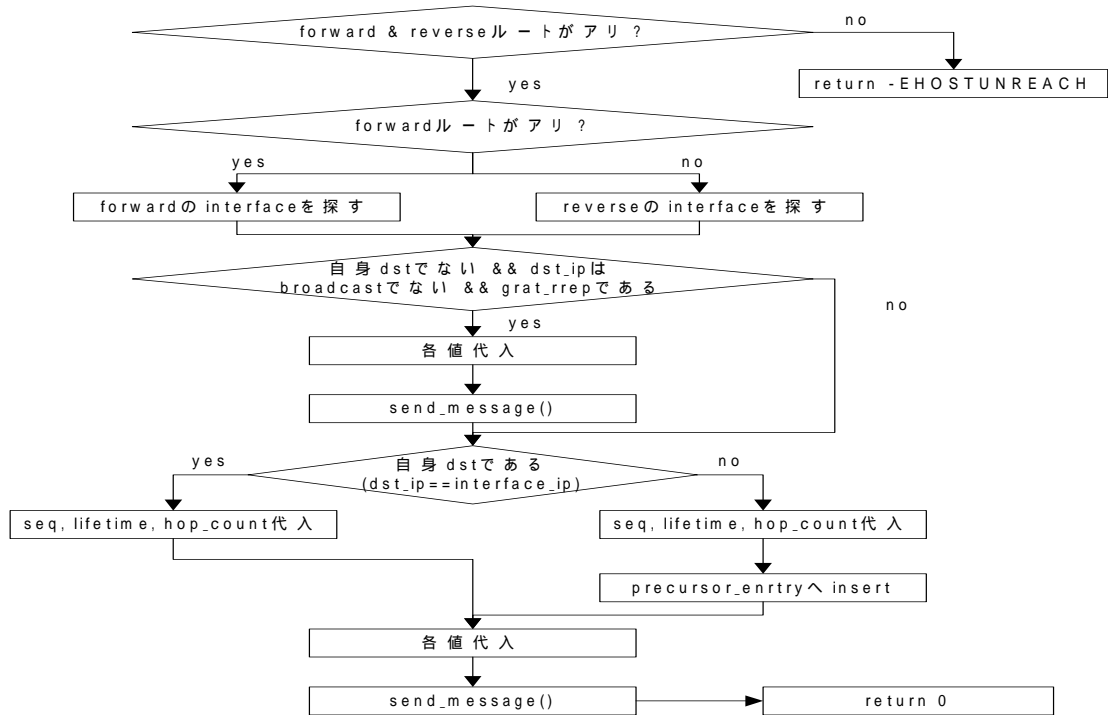 forward & reverseルートがアリ?
no
return -EHOSTUNREACH
yes
forwardルートがアリ?
yes
no
forwardのinterfaceを探す
reverseのinterfaceを探す
自身dstでない && dst_ipは
broadcastでない && grat_rrepである
no
yes
各値代入
send_message()
yes
自身dstである
(dst_ip==interface_ip)
no
seq, lifetime, hop_count代入
seq, lifetime, hop_count代入
precursor_enrtryへinsert
各値代入
send_message()
return 0